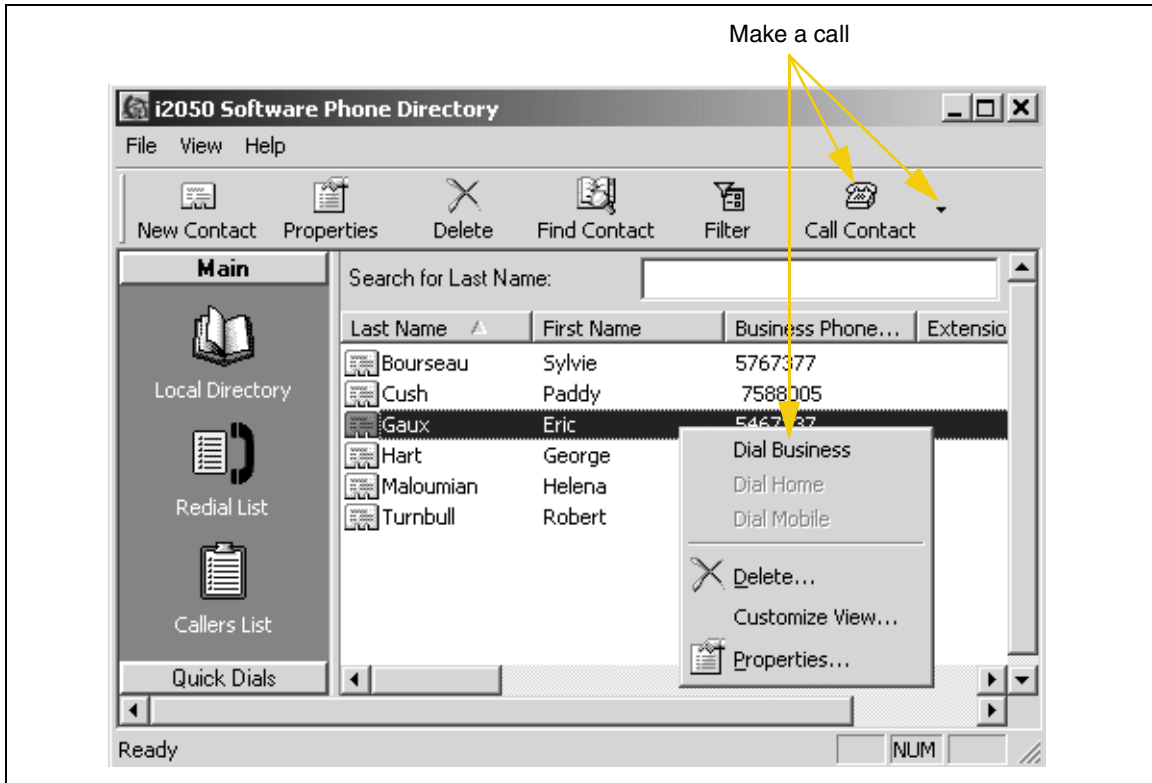 Make a call
i2050 Software Phone Directory
File View Help
New Contact Properties Delete Find Contact Filter Call Contact
Main
Search for Last Name:
Last Name First Name Business Phone... Extensio
Bourseau Sylvie 5767377
Local Directory
Cush Paddy 7588005
Gaux Eric
Hart George
Maloumian Helena
Turnbull Robert
Dial Business
Dial Home
Dial Mobile
Redial List
Delete...
Customize View...
Properties...
Callers List
Quick Dials
Ready NUM